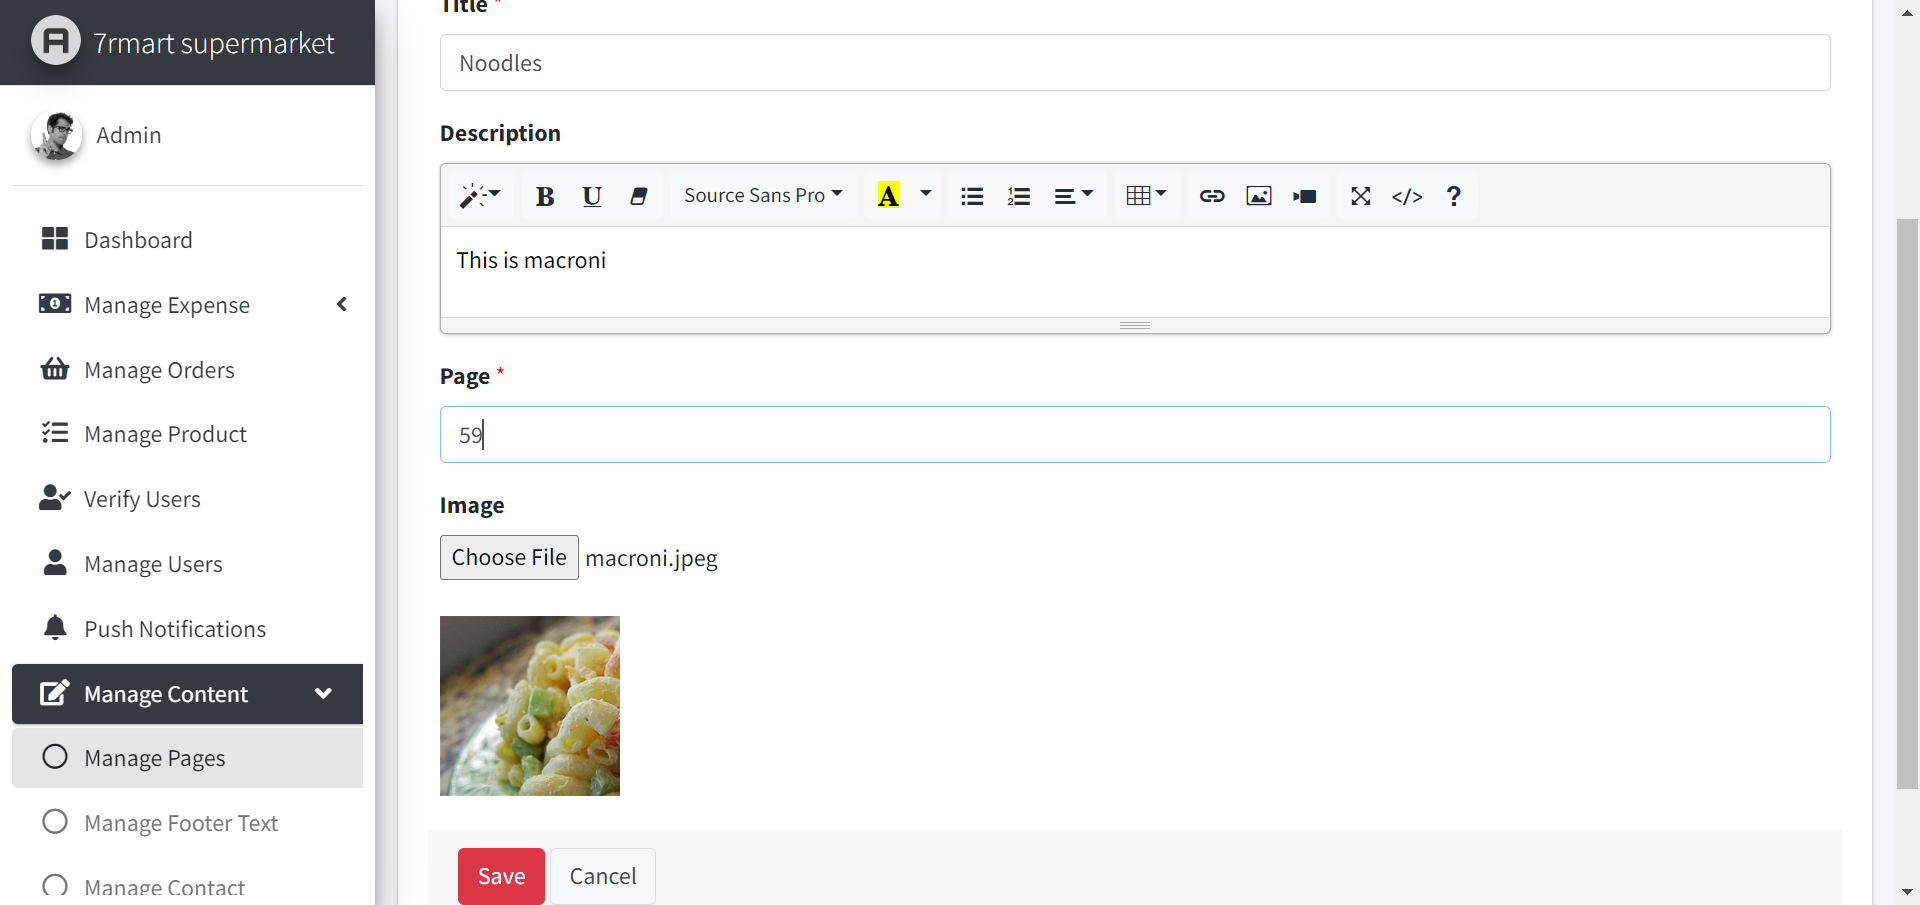 7rmart supermarket
Admin
Dashboard
Manage Expense
Manage Orders
Manage Product
Verify Users
Manage Users
Push Notifications
Manage Content
Manage Pages
Manage Footer Text
Manage Contact
Title *
Noodles
Description
B U Source Sans Pro A </> ?
This is macroni
Page *
59
Image
Choose File macroni.jpeg
Save Cancel